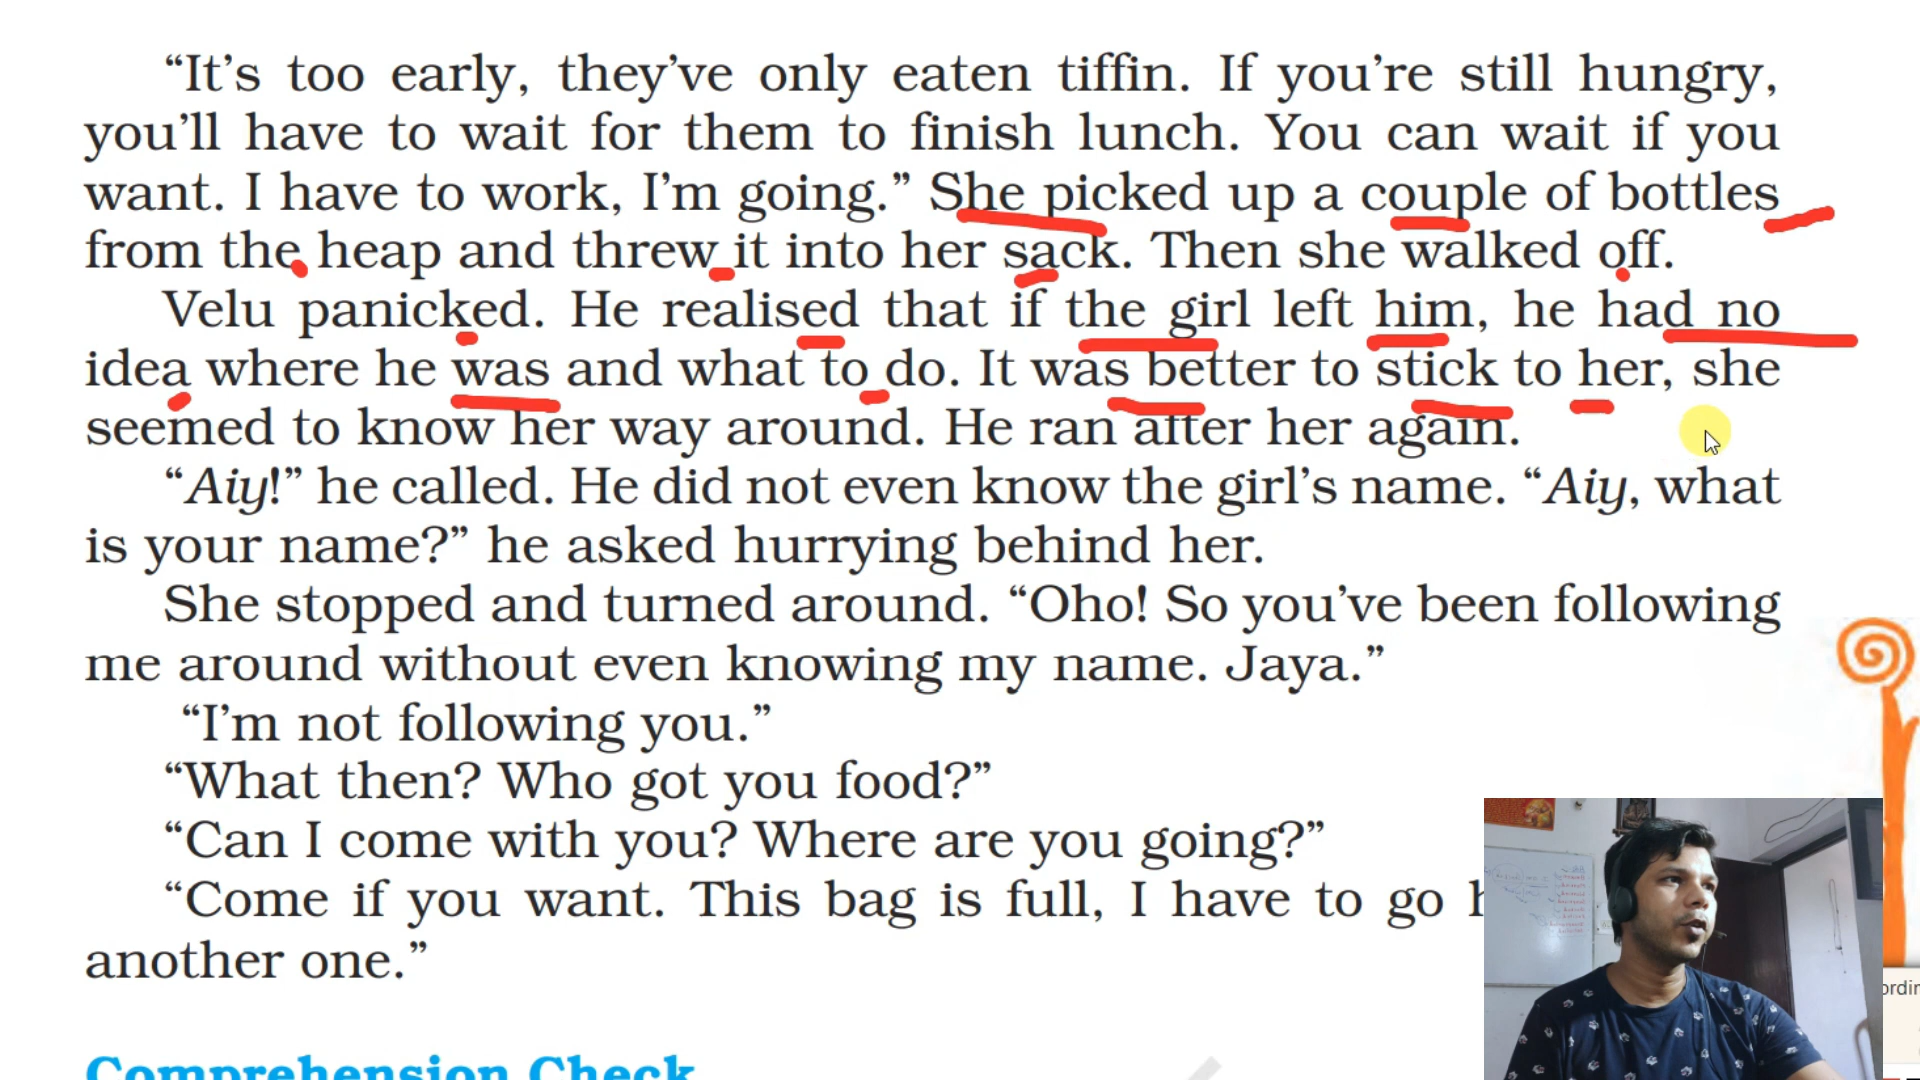 “It’s too early, they’ve only eaten tiffin. If you’re still hungry,
you’ll have to wait for them to finish lunch. You can wait if you
want. I have to work, I’m going.” She picked up a couple of bottles
from the heap and threw it into her sack. Then she walked off.
Velu panicked. He realised that if the girl left him, he had no
idea where he was and what to do. It was better to stick to her, she
seemed to know her way around. He ran after her again.
“Aiy!” he called. He did not even know the girl’s name. “Aiy, what
is your name?” he asked hurrying behind her.
She stopped and turned around. “Oho! So you’ve been following
me around without even knowing my name. Jaya.”
“I’m not following you.”
“What then? Who got you food?”
“Can I come with you? Where are you going?”
“Come if you want. This bag is full, I have to go
another one.”
Comprehension Check